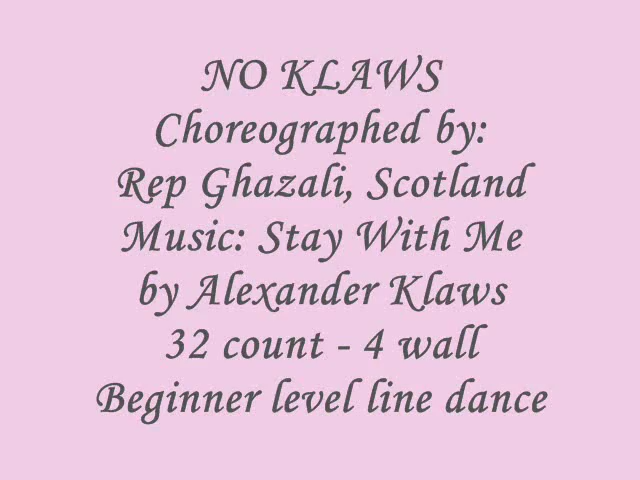 NO KLAWS
Choreographed by:
Rep Ghazali, Scotland
Music: Stay With Me
by Alexander Klaws
32 count - 4 wall
Beginner level line dance